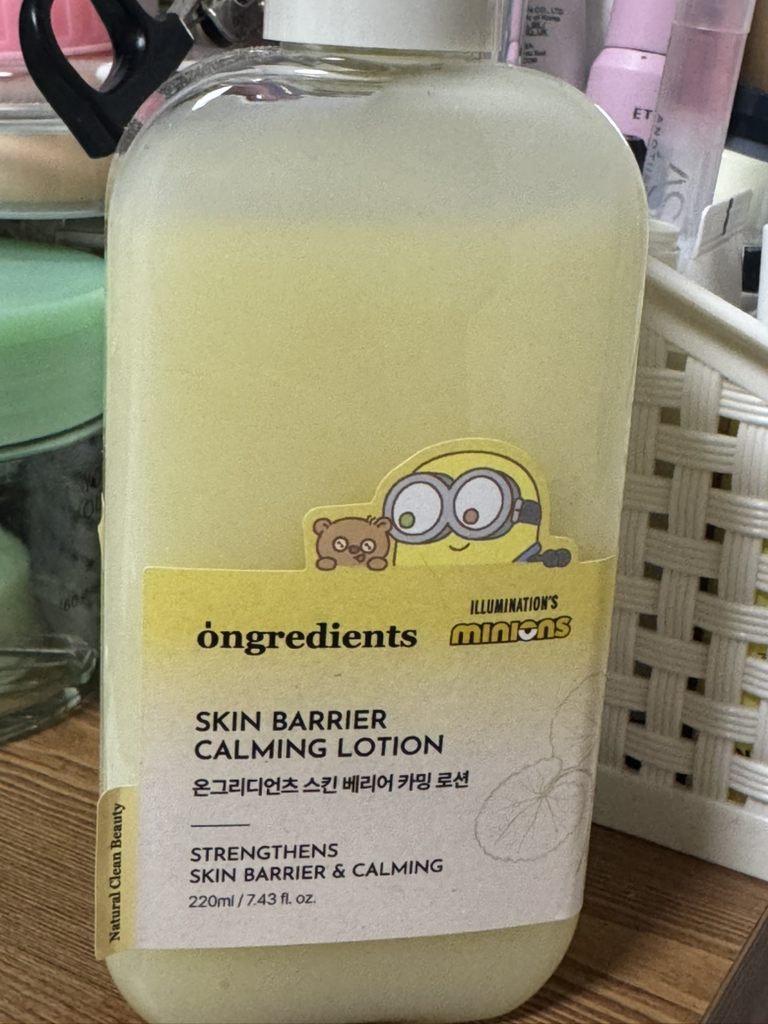 ongredients
ILLUMINATION'S
minions
SKIN BARRIER
CALMING LOTION
온그리디언츠 스킨 베리어 카밍 로션
STRENGTHENS
SKIN BARRIER & CALMING
220ml / 7.43 fl. oz.
Natural Clean Beauty
ET